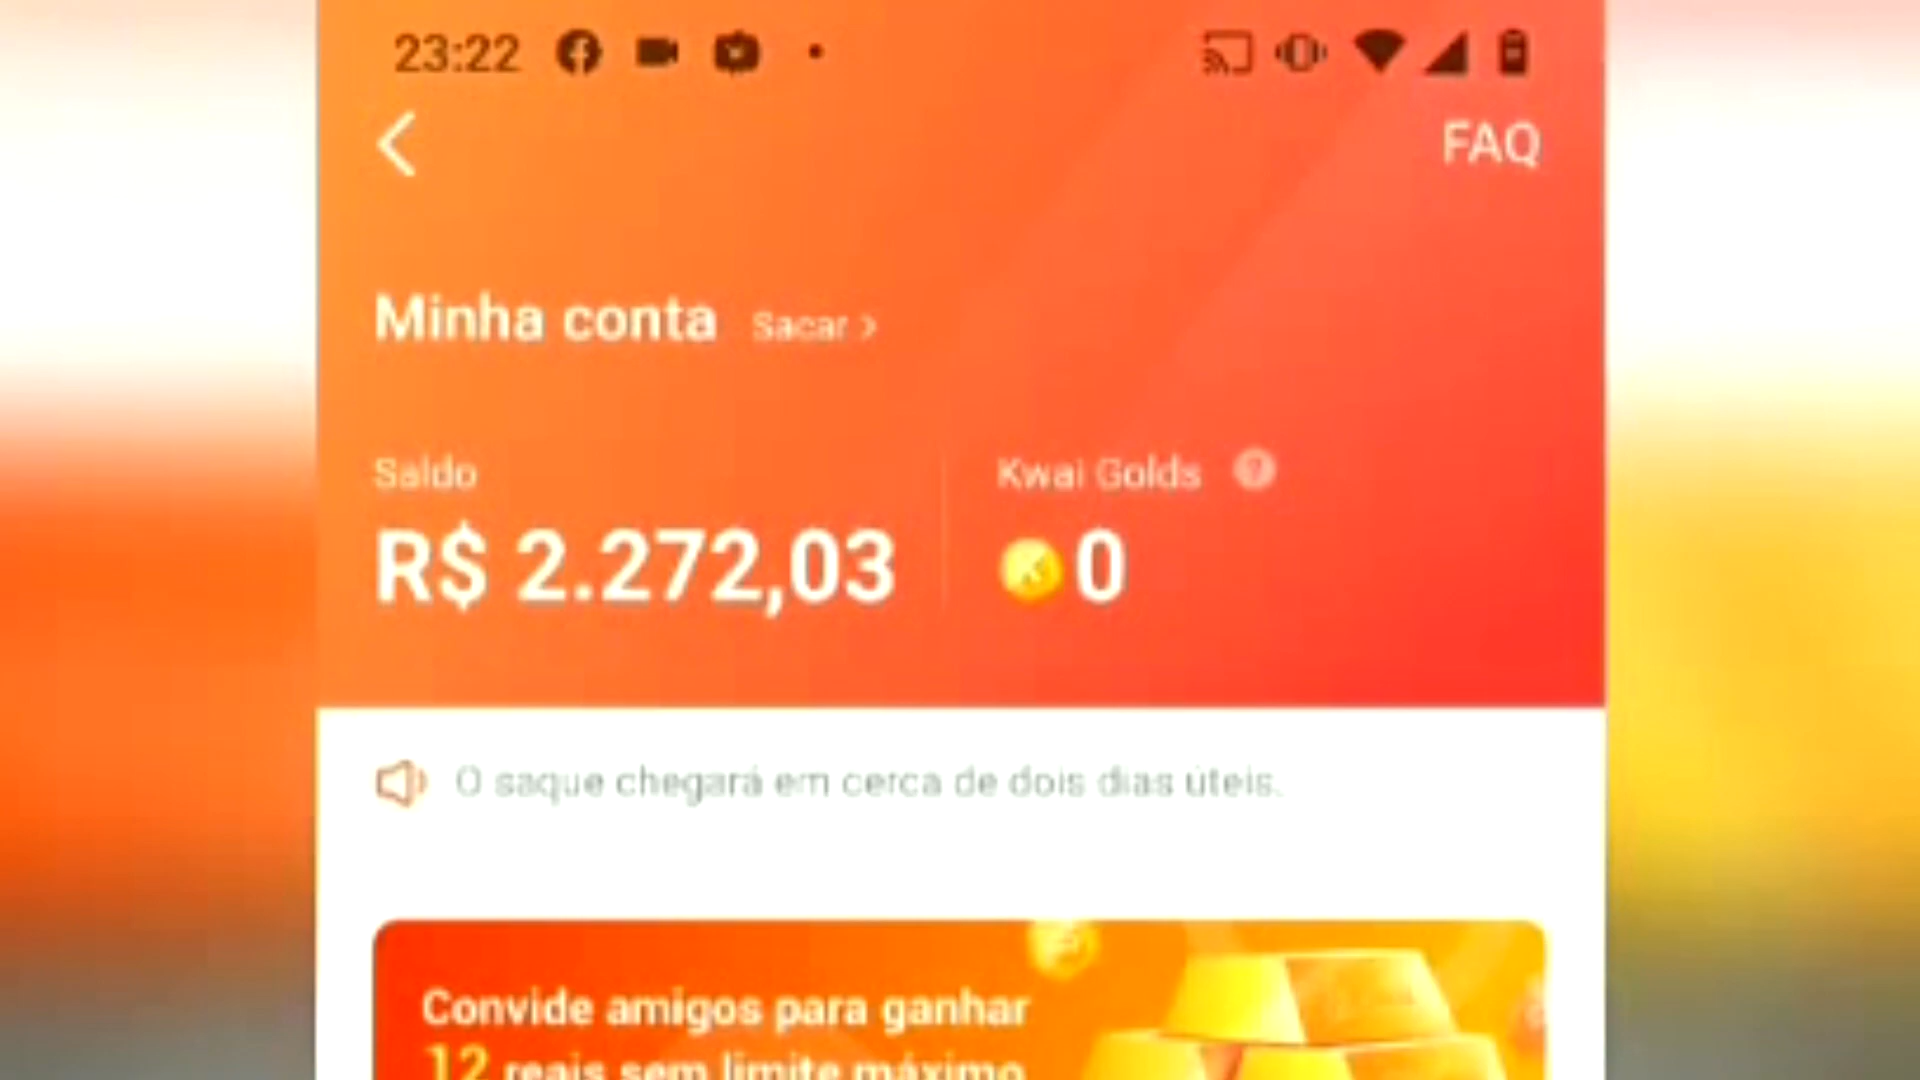 23:22
FAQ
Minha conta Sacar >
Saldo
Kwai Golds ?
R$ 2.272,03
0
O saque chegará em cerca de dois dias úteis.
Convide amigos para ganhar
12 reais sem limite máximo